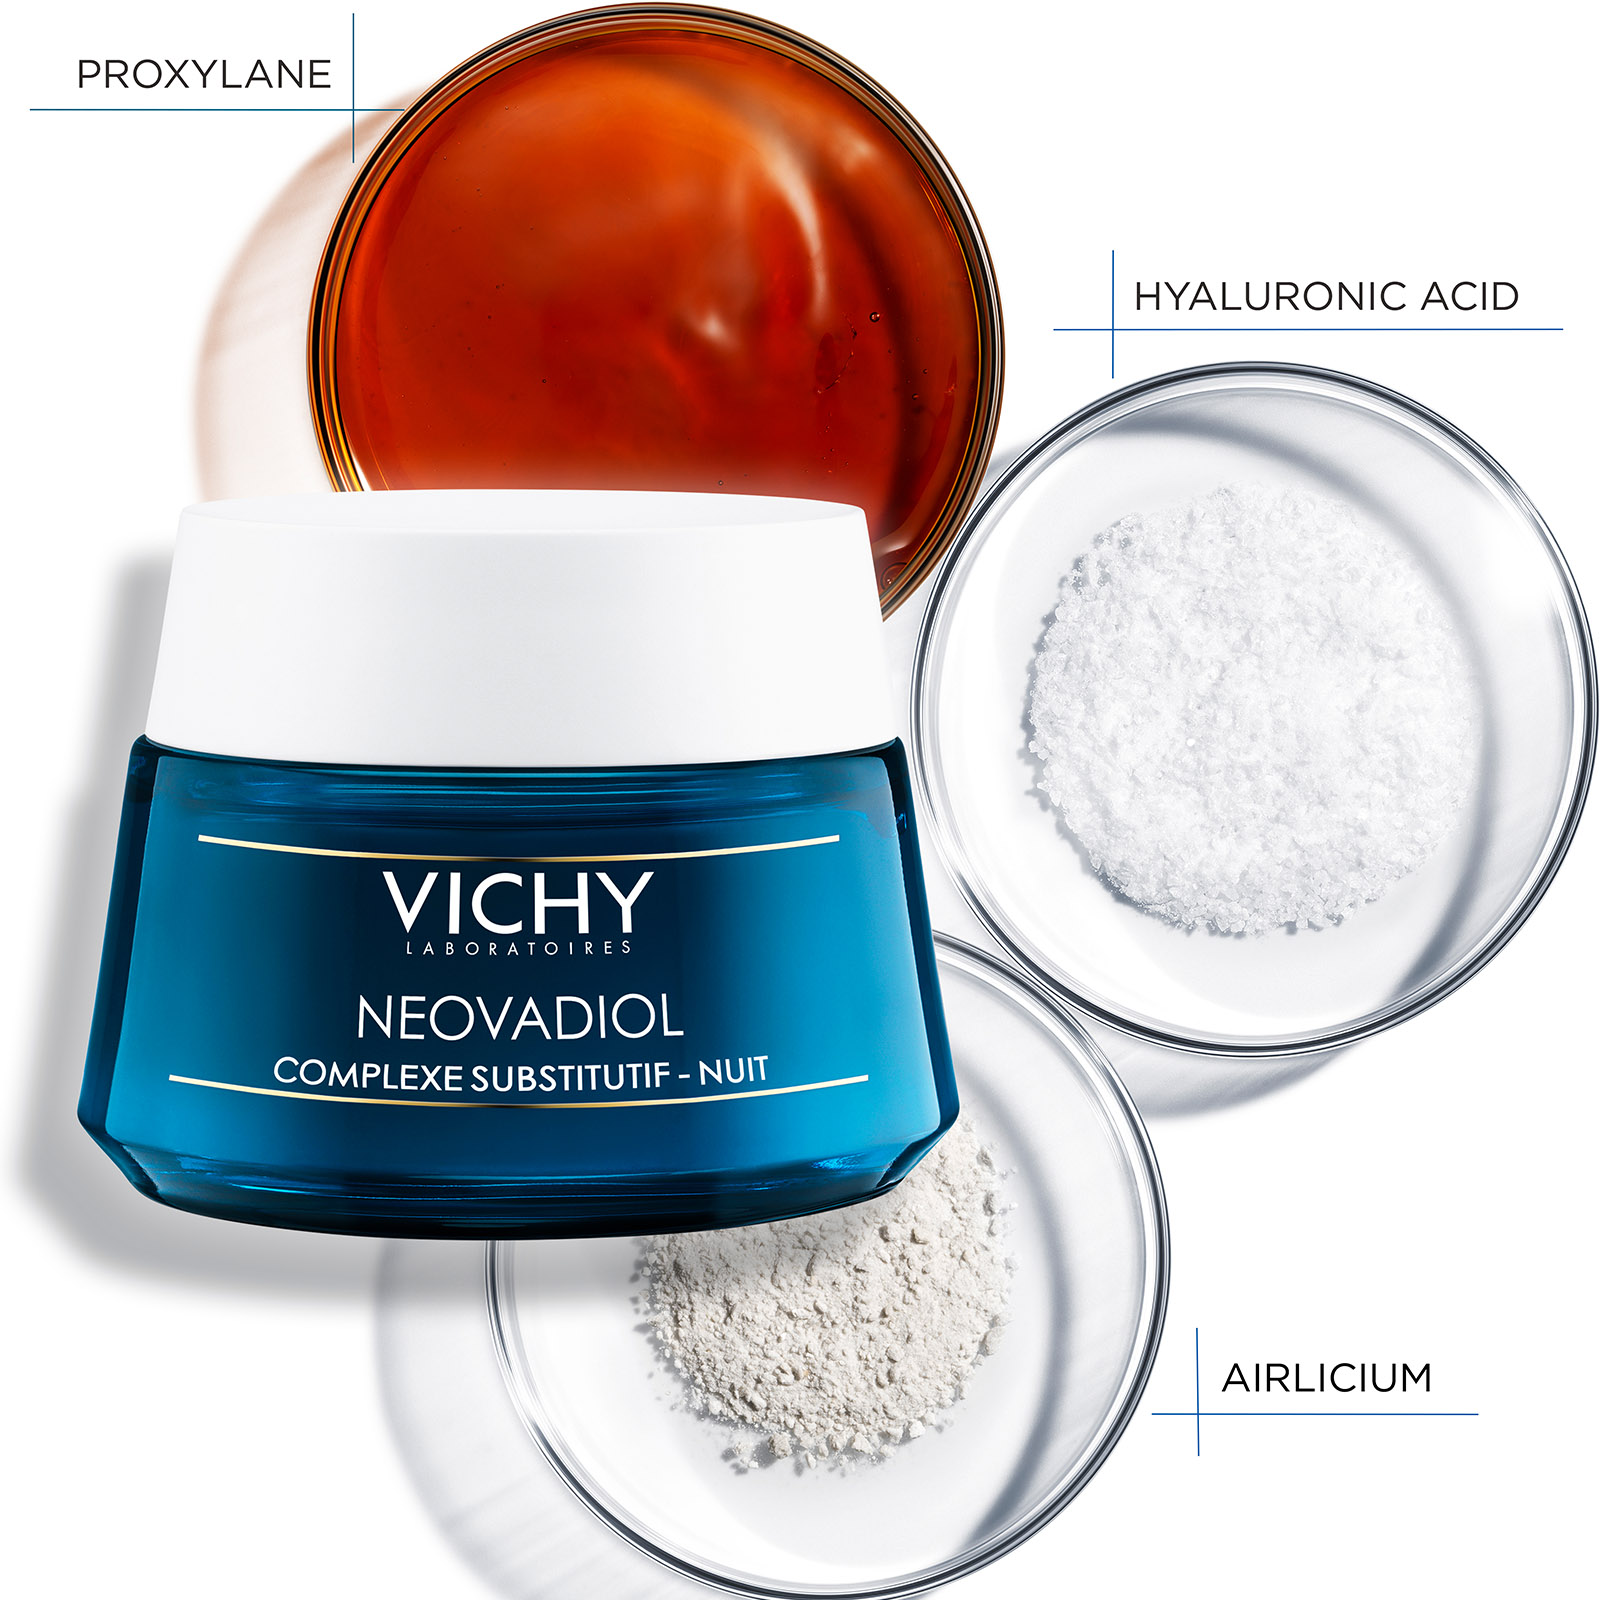 PROXYLANE
HYALURONIC ACID
VICHY
LABORATOIRES
NEOVADIOL
COMPLEXE SUBSTITUTIF - NUIT
AIRLICIUM